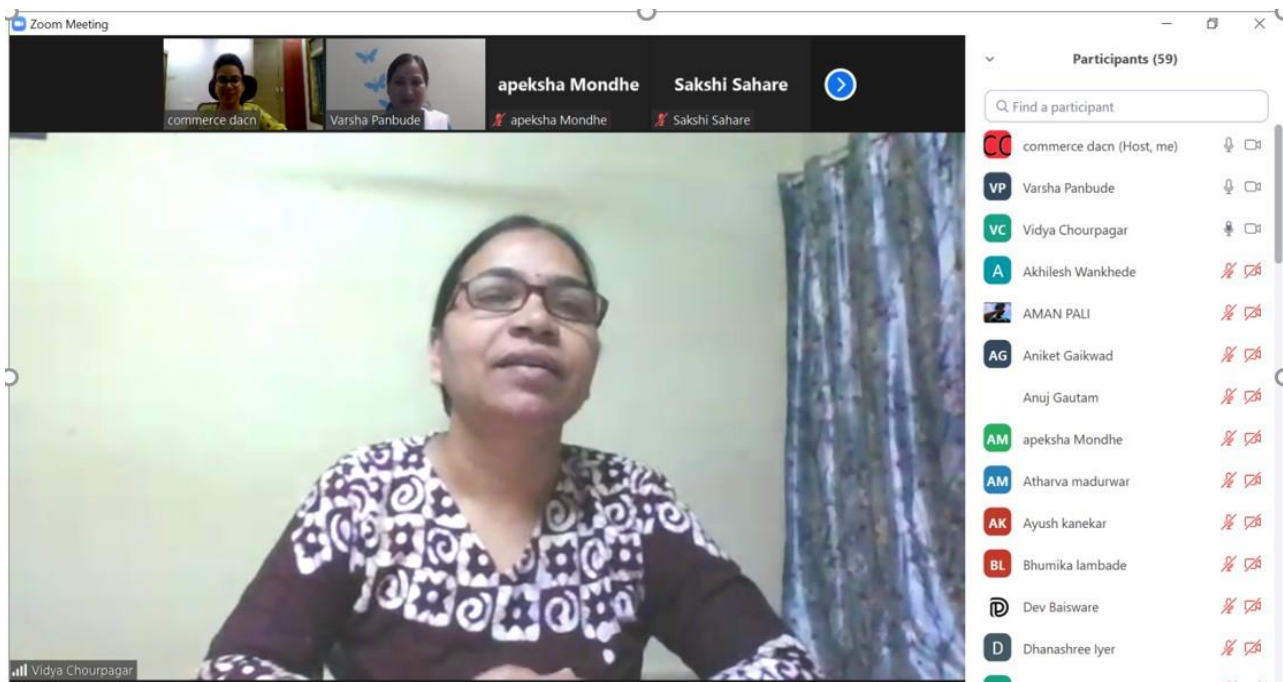 Zoom Meeting
commerce dacn
Varsha Panbude
apeksha Mondhe
apeksha Mondhe
Sakshi Sahare
Sakshi Sahare
Vidya Chourpagar
Participants (59)
Find a participant
CC commerce dacn (Host, me)
VP Varsha Panbude
VC Vidya Chourpagar
A Akhilesh Wankhede
AMAN PALI
AG Aniket Gaikwad
Anuj Gautam
AM apeksha Mondhe
AM Atharva madurwar
AK Ayush kanekar
BL Bhumika lambade
Dev Baisware
D Dhanashree Iyer